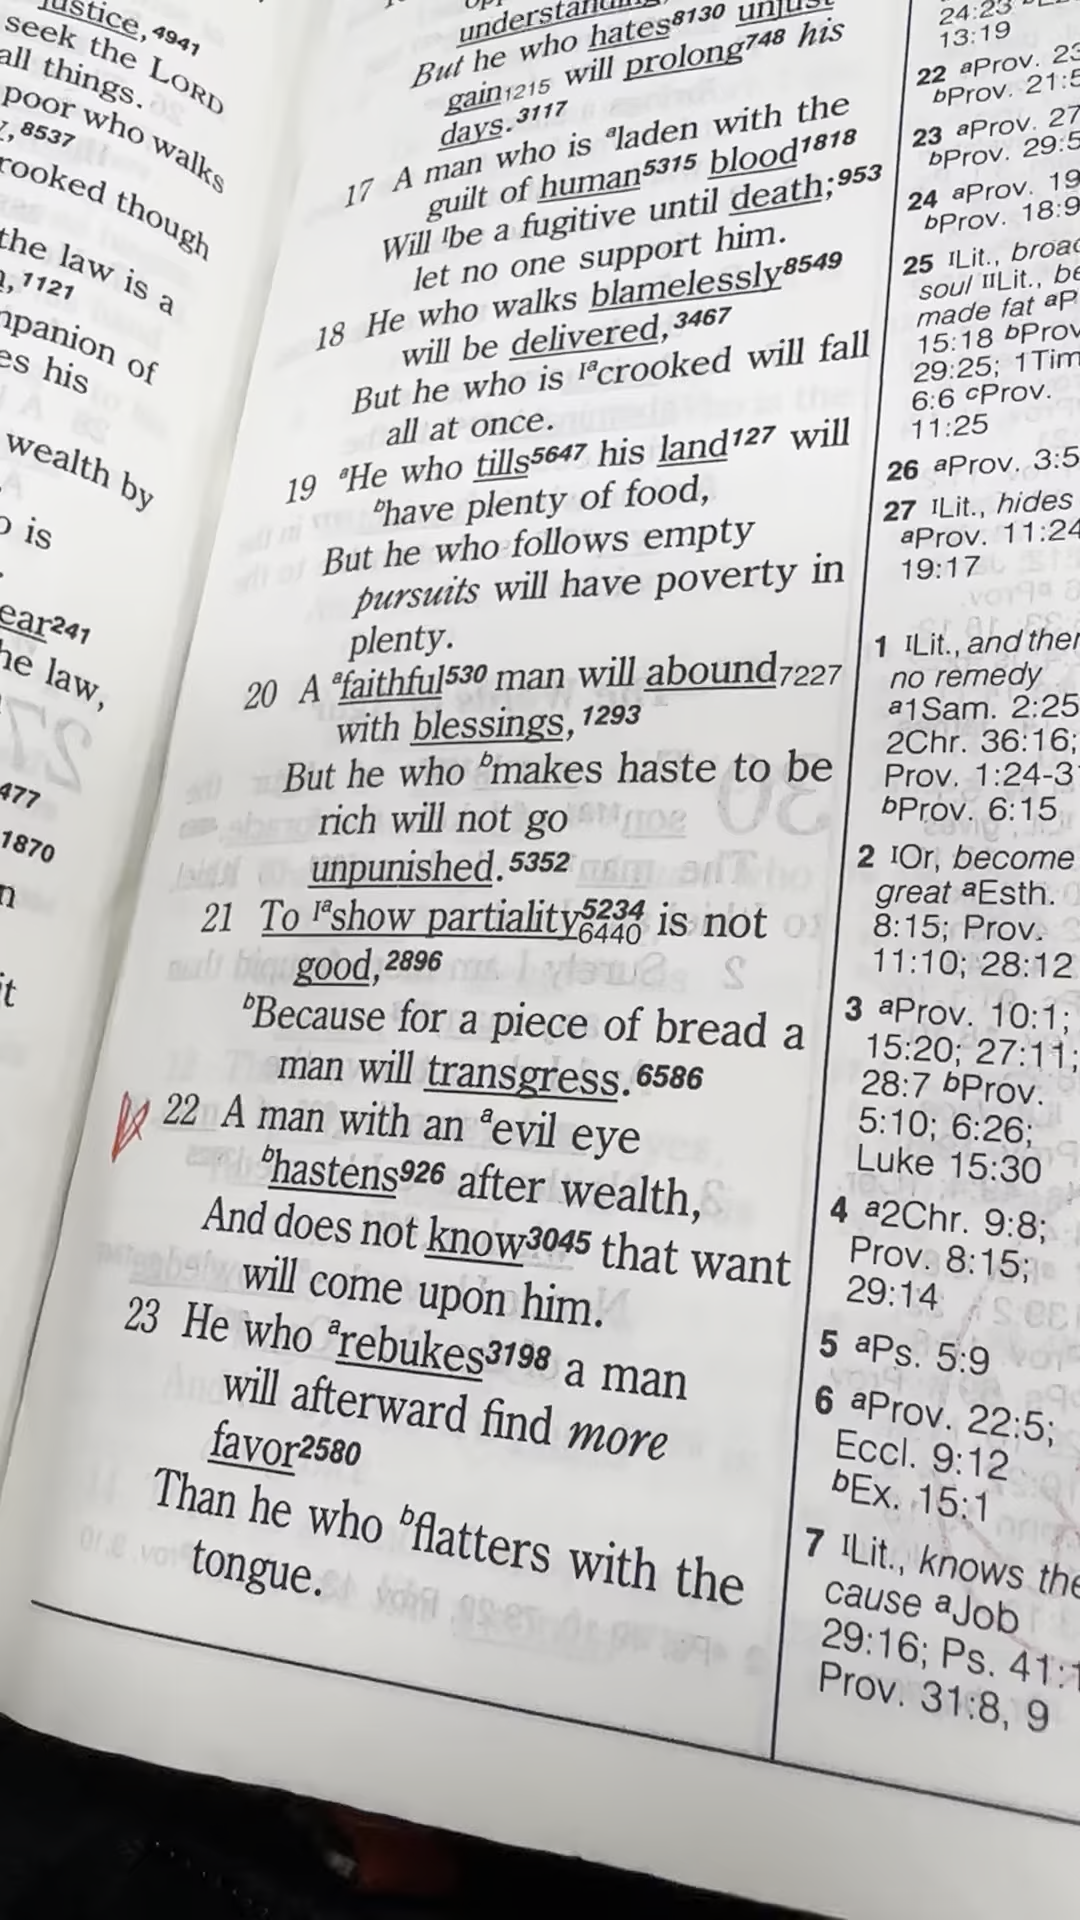 justice,4941
seek the LORD
all things.
poor who walks
8537
crooked though
the law is a
1121
companion of
his
wealth by
is
ear241
the law,
477
1870
it
But he who hates8130 unjust
gain1215 will prolong748 his
days.3117
17 A man who is ᵃladen with the
guilt of human5315 blood1818
Will ᴵbe a fugitive until death;953
let no one support him.
18 He who walks blamelessly8549
will be delivered,3467
But he who is ᴵᵃcrooked will fall
all at once.
19 ᵃHe who tills5647 his land127 will
ᵇhave plenty of food,
But he who follows empty
pursuits will have poverty in
plenty.
20 A ᵃfaithful530 man will abound7227
with blessings,1293
But he who ᵇmakes haste to be
rich will not go
unpunished.5352
21 To ᴵᵃshow partiality5234 6440 is not
good,2896
ᵇBecause for a piece of bread a
man will transgress.6586
22 A man with an ᵃevil eye
ᵇhastens926 after wealth,
And does not know3045 that want
will come upon him.
23 He who ᵃrebukes3198 a man
will afterward find more
favor2580
Than he who ᵇflatters with the
tongue.
24:23
13:19
22 aProv. 23
bProv. 21:5
23 aProv. 27
bProv. 29:5
24 aProv. 19
bProv. 18:9
25 ILit., broad
soul IILit., be
made fat aP
15:18 bProv
29:25; 1Tim
6:6 cProv.
11:25
26 aProv. 3:5
27 ILit., hides
aProv. 11:24
19:17
1 ILit., and then
no remedy
a1Sam. 2:25
2Chr. 36:16;
Prov. 1:24-3
bProv. 6:15
2 IOr, become
great aEsth.
8:15; Prov.
11:10; 28:12
3 aProv. 10:1;
15:20; 27:11;
28:7 bProv.
5:10; 6:26;
Luke 15:30
4 a2Chr. 9:8;
Prov. 8:15;
29:14
5 aPs. 5:9
6 aProv. 22:5;
Eccl. 9:12
bEx. 15:1
7 ILit., knows the
cause aJob
29:16; Ps. 41:1
Prov. 31:8, 9